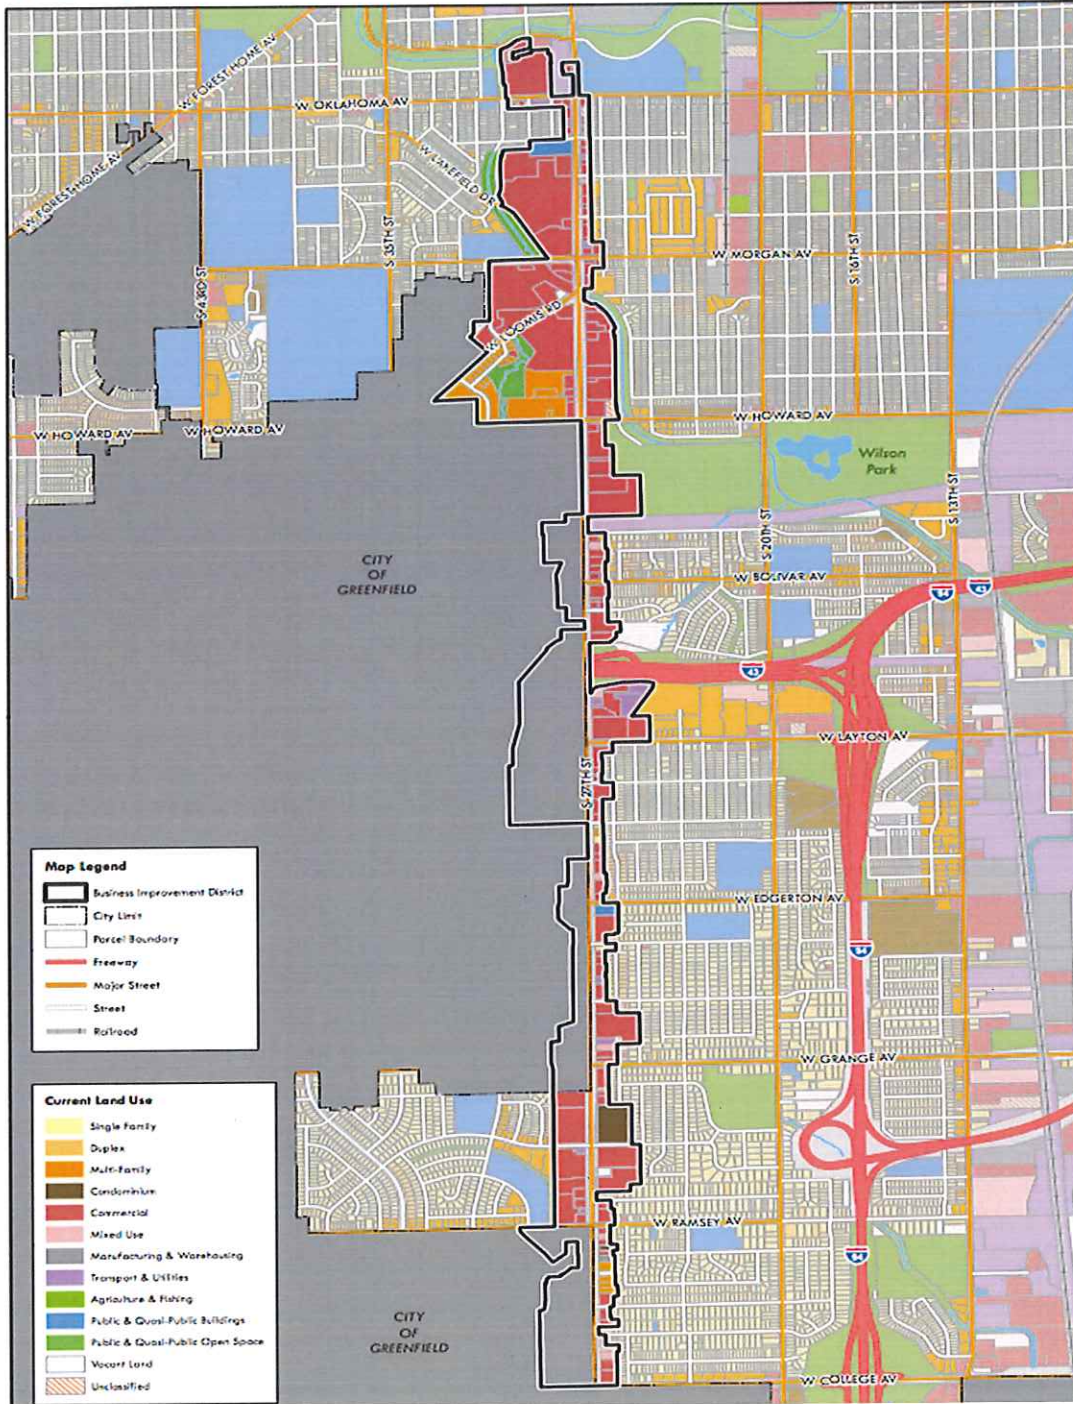 W FOREST HOME AV
W OKLAHOMA AV
W LAKEFIELD DR
W FOREST HOME AV
S 35TH ST
S 43RD ST
W MORGAN AV
S 16TH ST
W LOOMIS RD
W HOWARD AV
W HOWARD AV
W HOWARD AV
Wilson
Park
S 13TH ST
S 20TH ST
CITY
OF
GREENFIELD
W BOLIVAR AV
94
43
43
W LAYTON AV
S 27TH ST
Map Legend
Business Improvement District
City Limit
Parcel Boundary
Freeway
Major Street
Street
Railroad
W EDGERTON AV
94
W GRANGE AV
Current Land Use
Single Family
Duplex
Multi-Family
Condominium
Commercial
Mixed Use
Manufacturing & Warehousing
Transport & Utilities
Agriculture & Fishing
Public & Quasi-Public Buildings
Public & Quasi-Public Open Space
Vacant Land
Unclassified
W RAMSEY AV
94
CITY
OF
GREENFIELD
W COLLEGE AV